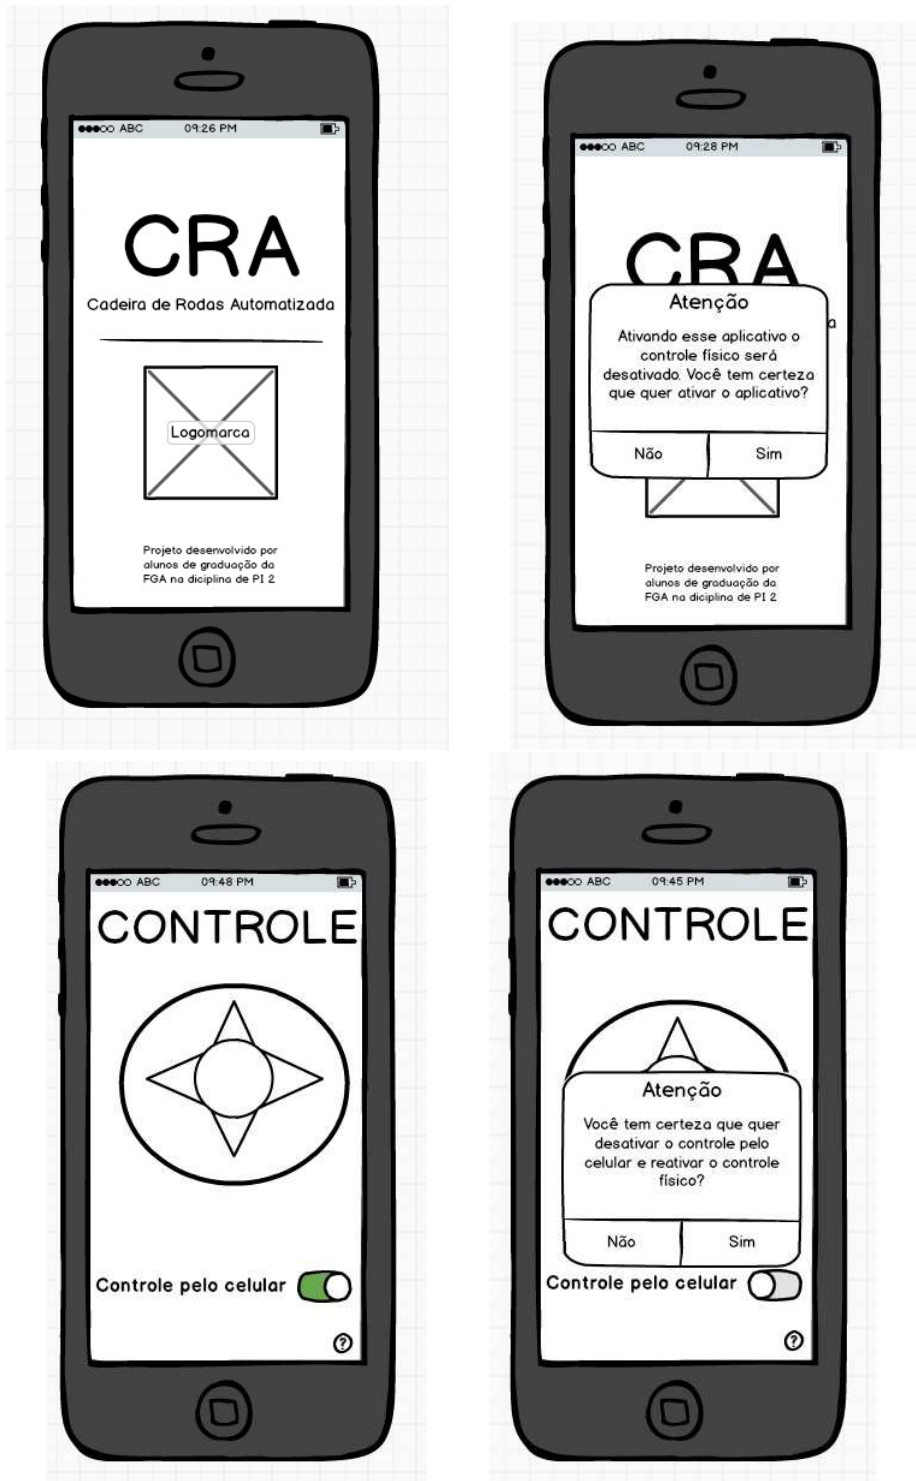 ABC 09:26 PM
CRA
Cadeira de Rodas Automatizada
Logomarca
Projeto desenvolvido por
alunos de graduação da
FGA na diciplina de PI 2
ABC 09:28 PM
CRA
a
Atenção
Ativando esse aplicativo o
controle físico será
desativado. Você tem certeza
que quer ativar o aplicativo?
Não Sim
Projeto desenvolvido por
alunos de graduação da
FGA na diciplina de PI 2
ABC 09:48 PM
CONTROLE
Controle pelo celular
?
ABC 09:45 PM
CONTROLE
Atenção
Você tem certeza que quer
desativar o controle pelo
celular e reativar o controle
físico?
Não Sim
Controle pelo celular
?